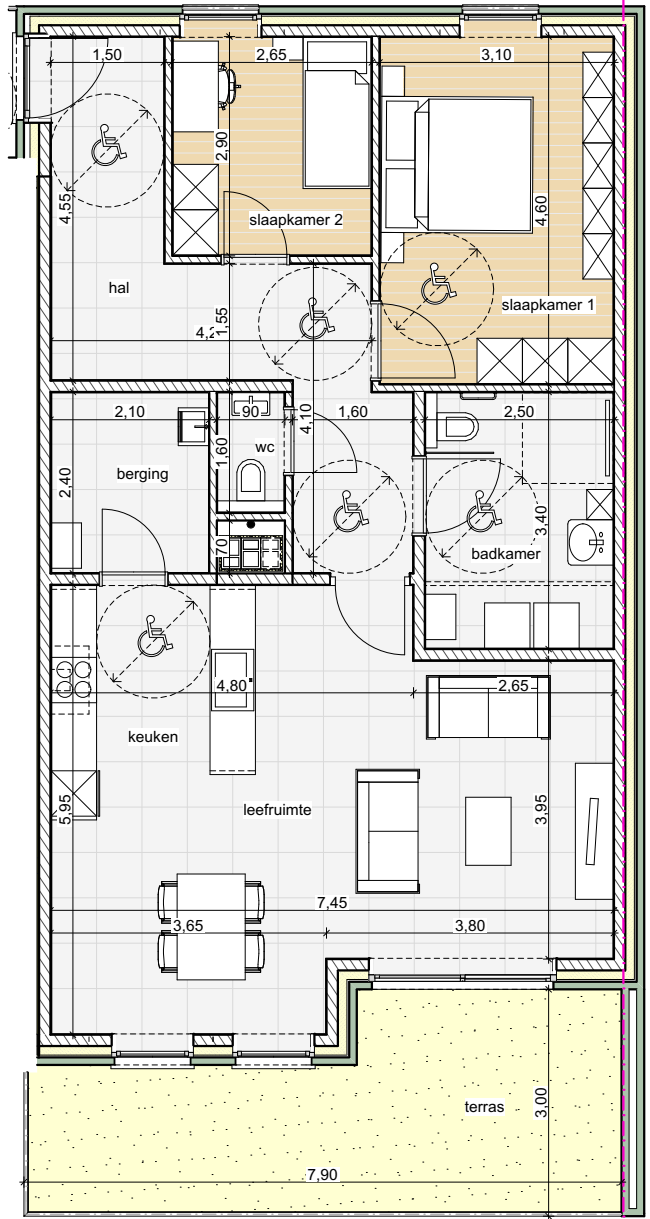 1,50
2,65
3,10
2,90
4,55
4,60
slaapkamer 2
slaapkamer 1
hal
1,55
4,2
2,10
90
1,60
2,50
4,10
wc
1,60
berging
2,40
3,40
badkamer
70
4,80
2,65
keuken
leefruimte
5,95
3,95
7,45
3,65
3,80
terras
3,00
7,90